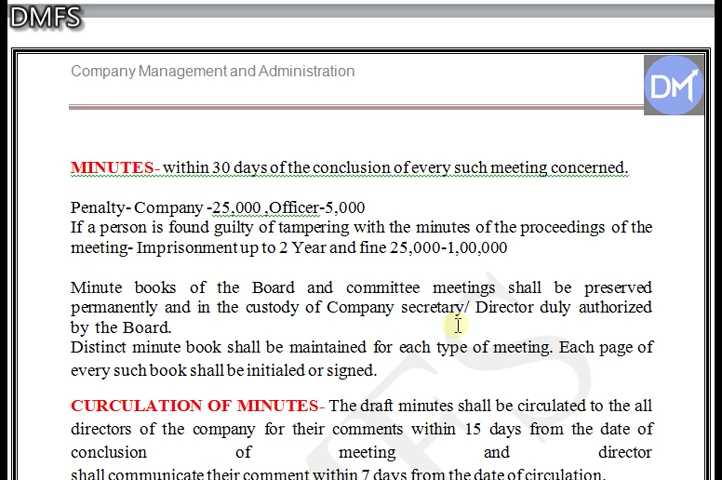 DMFS
Company Management and Administration
DM
MINUTES- within 30 days of the conclusion of every such meeting concerned.
Penalty- Company -25,000 ,Officer-5,000
If a person is found guilty of tampering with the minutes of the proceedings of the
meeting- Imprisonment up to 2 Year and fine 25,000-1,00,000
Minute books of the Board and committee meetings shall be preserved
permanently and in the custody of Company secretary/ Director duly authorized
by the Board.
Distinct minute book shall be maintained for each type of meeting. Each page of
every such book shall be initialed or signed.
CURCULATION OF MINUTES- The draft minutes shall be circulated to the all
directors of the company for their comments within 15 days from the date of
conclusion of meeting and director
shall communicate their comment within 7 days from the date of circulation.